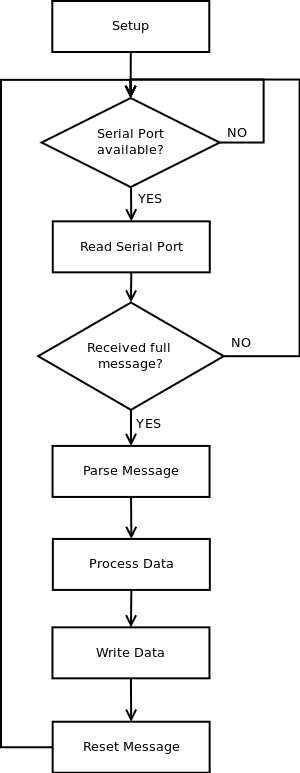 Setup
Serial Port
available?
NO
YES
Read Serial Port
Received full
message?
NO
YES
Parse Message
Process Data
Write Data
Reset Message